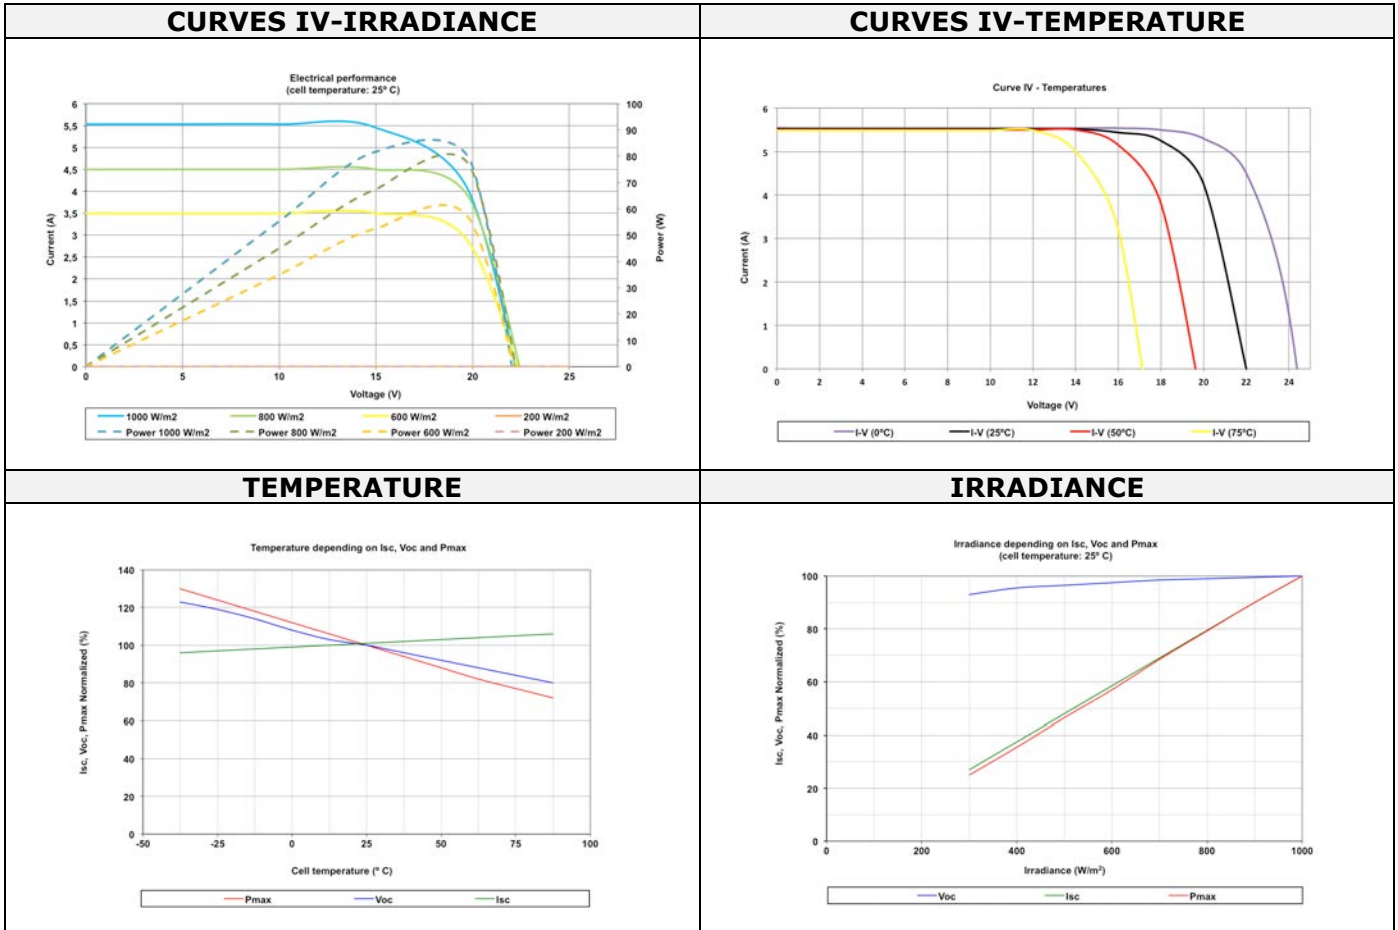 CURVES IV-IRRADIANCE
Electrical performance
(cell temperature: 25º C)
6
5,5
5
4,5
4
3,5
3
2,5
2
1,5
1
0,5
0
Current (A)
100
90
80
70
60
50
40
30
20
10
0
Power (W)
0 5 10 15 20 25
Voltage (V)
1000 W/m2 800 W/m2 600 W/m2 200 W/m2
Power 1000 W/m2 Power 800 W/m2 Power 600 W/m2 Power 200 W/m2
CURVES IV-TEMPERATURE
Curve IV - Temperatures
6
5
4
3
2
1
0
Current (A)
0 2 4 6 8 10 12 14 16 18 20 22 24
Voltage (V)
I-V (0ºC) I-V (25ºC) I-V (50ºC) I-V (75ºC)
TEMPERATURE
Temperature depending on Isc, Voc and Pmax
140
120
100
80
60
40
20
0
Isc, Voc, Pmax Normalized (%)
-50 -25 0 25 50 75 100
Cell temperature (º C)
Pmax Voc Isc
IRRADIANCE
Irradiance depending on Isc, Voc and Pmax
(cell temperature: 25º C)
100
80
60
40
20
0
Isc, Voc, Pmax Normalized (%)
0 200 400 600 800 1000
Irradiance (W/m²)
Voc Isc Pmax